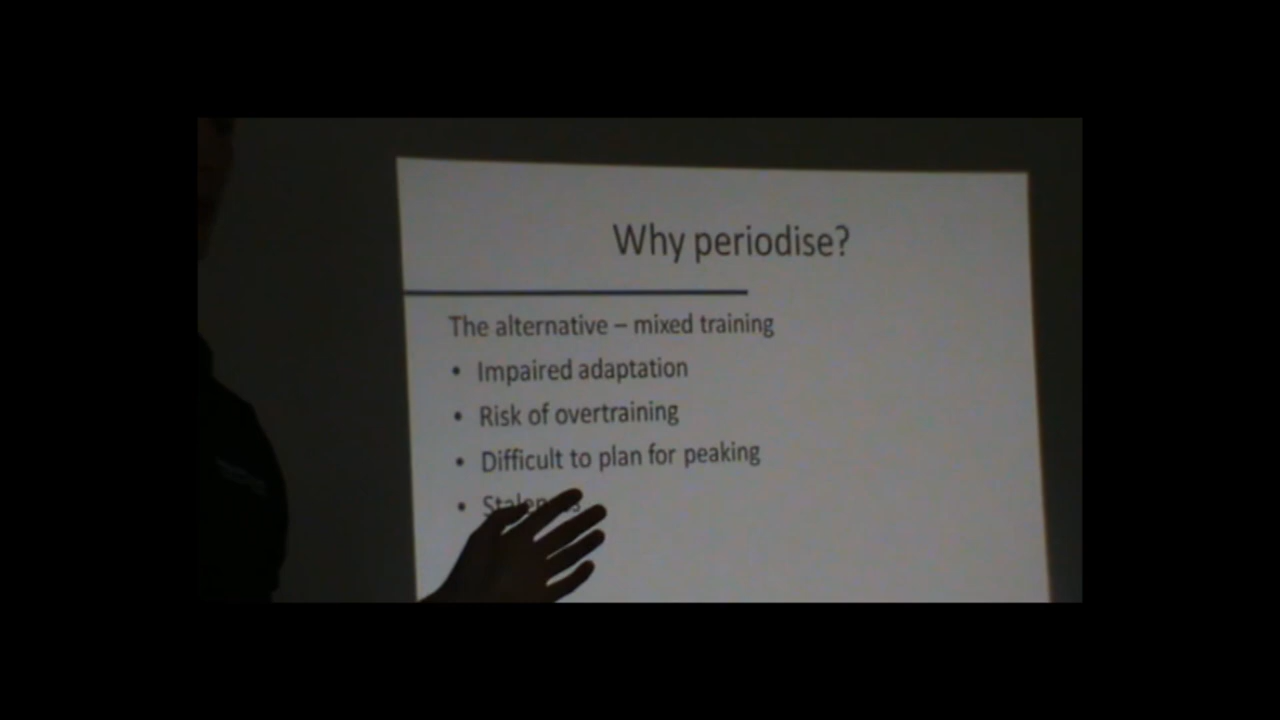 Why periodise?
The alternative – mixed training
• Impaired adaptation
• Risk of overtraining
• Difficult to plan for peaking
•